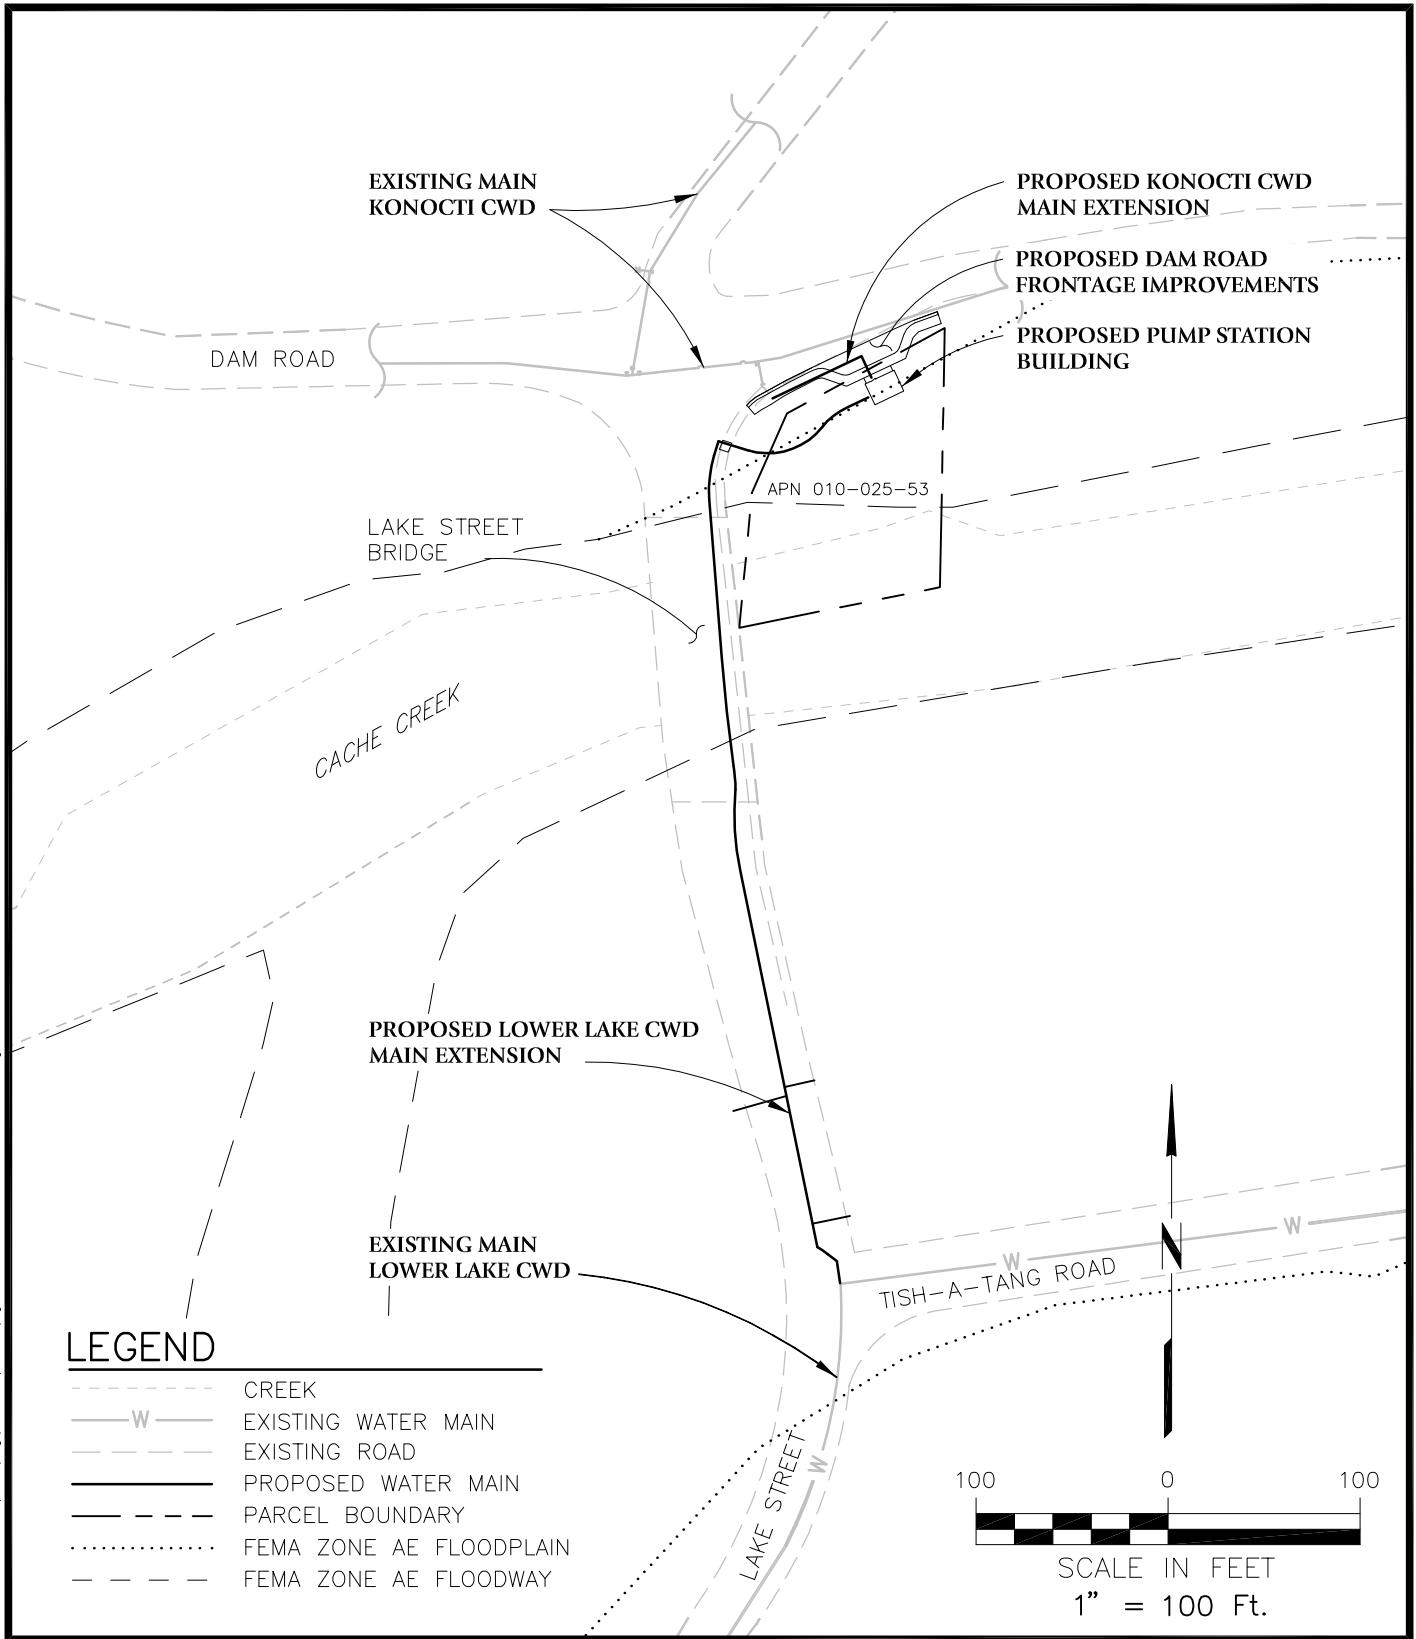 EXISTING MAIN
KONOCTI CWD
PROPOSED KONOCTI CWD
MAIN EXTENSION
PROPOSED DAM ROAD
FRONTAGE IMPROVEMENTS
PROPOSED PUMP STATION
BUILDING
DAM ROAD
APN 010-025-53
LAKE STREET
BRIDGE
CACHE CREEK
PROPOSED LOWER LAKE CWD
MAIN EXTENSION
EXISTING MAIN
LOWER LAKE CWD
W
W
TISH-A-TANG ROAD
N
W
LAKE STREET
LEGEND
CREEK
W
EXISTING WATER MAIN
EXISTING ROAD
PROPOSED WATER MAIN
PARCEL BOUNDARY
FEMA ZONE AE FLOODPLAIN
FEMA ZONE AE FLOODWAY
100 0 100
SCALE IN FEET
1" = 100 Ft.